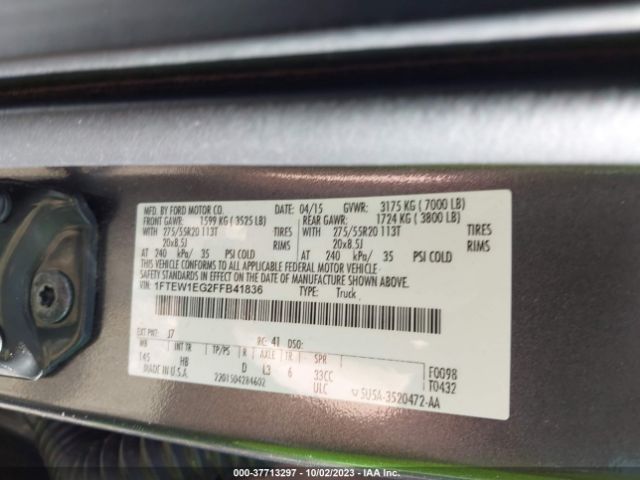 MFD. BY FORD MOTOR CO. DATE: 04/15 GVWR: 3175 KG ( 7000 LB)
FRONT GAWR: 1599 KG ( 3525 LB) REAR GAWR: 1724 KG ( 3800 LB)
WITH 275/55R20 113T TIRES WITH 275/55R20 113T TIRES
20x8.5J RIMS 20x8.5J RIMS
AT 240 kPa/ 35 PSI COLD AT 240 kPa/ 35 PSI COLD
THIS VEHICLE CONFORMS TO ALL APPLICABLE FEDERAL MOTOR VEHICLE
SAFETY AND THEFT PREVENTION STANDARDS IN EFFECT ON THE DATE OF MANUFACTURE SHOWN ABOVE.
VIN: 1FTEW1EG2FFB41836 TYPE: Truck
EXT PNT: J7 RC: 41 DSO:
WB INT TR TP/PS R AXLE TR SPR
145 HB D L3 6 33CC F0098
MADE IN U.S.A. 2201504284602 ULC T0432
5U5A-3520472-AA
000-37713297 - 10/02/2023 - IAA Inc.